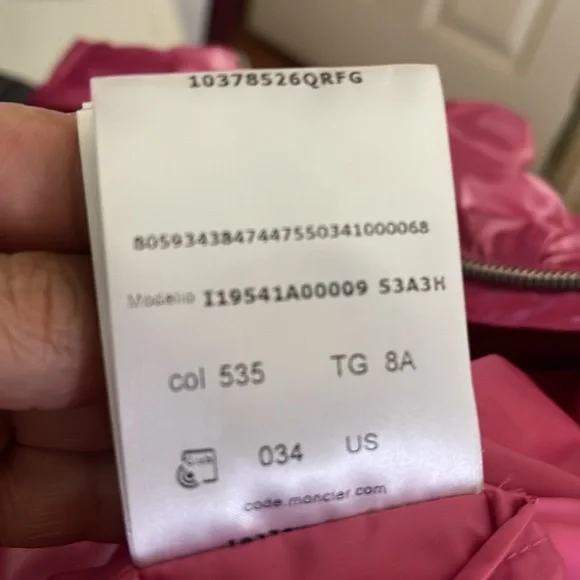 10378526QRFG
8059343847447550341000068
Modello I19541A00009 53A3H
col 535 TG 8A
034 US
code.moncler.com